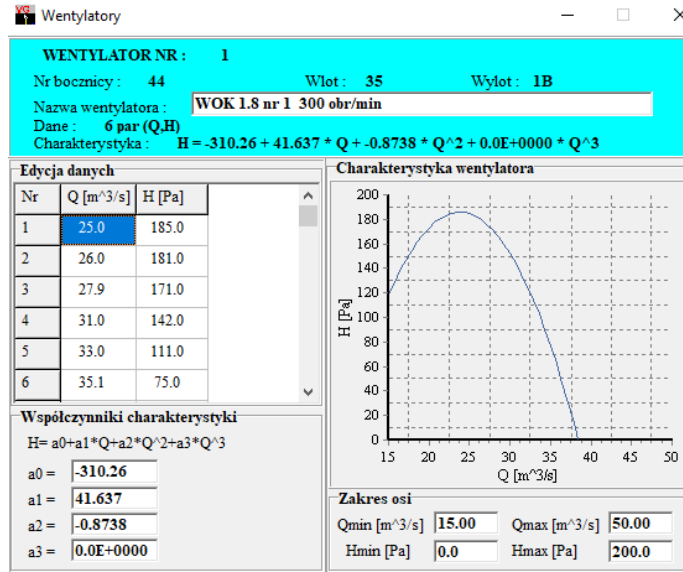 Wentylatory
WENTYLATOR NR : 1
Nr bocznicy : 44 Wlot : 35 Wylot : 1B
Nazwa wentylatora : WOK 1.8 nr 1 300 obr/min
Dane : 6 par (Q,H)
Charakterystyka : H = -310.26 + 41.637 * Q + -0.8738 * Q^2 + 0.0E+0000 * Q^3
Edycja danych
Nr Q [m^3/s] H [Pa]
1 25.0 185.0
2 26.0 181.0
3 27.9 171.0
4 31.0 142.0
5 33.0 111.0
6 35.1 75.0
Współczynniki charakterystyki
H= a0+a1*Q+a2*Q^2+a3*Q^3
a0 = -310.26
a1 = 41.637
a2 = -0.8738
a3 = 0.0E+0000
Charakterystyka wentylatora
200
180
160
140
120
100
80
60
40
20
0
H [Pa]
15 20 25 30 35 40 45 50
Q [m^3/s]
Zakres osi
Qmin [m^3/s] 15.00 Qmax [m^3/s] 50.00
Hmin [Pa] 0.0 Hmax [Pa] 200.0